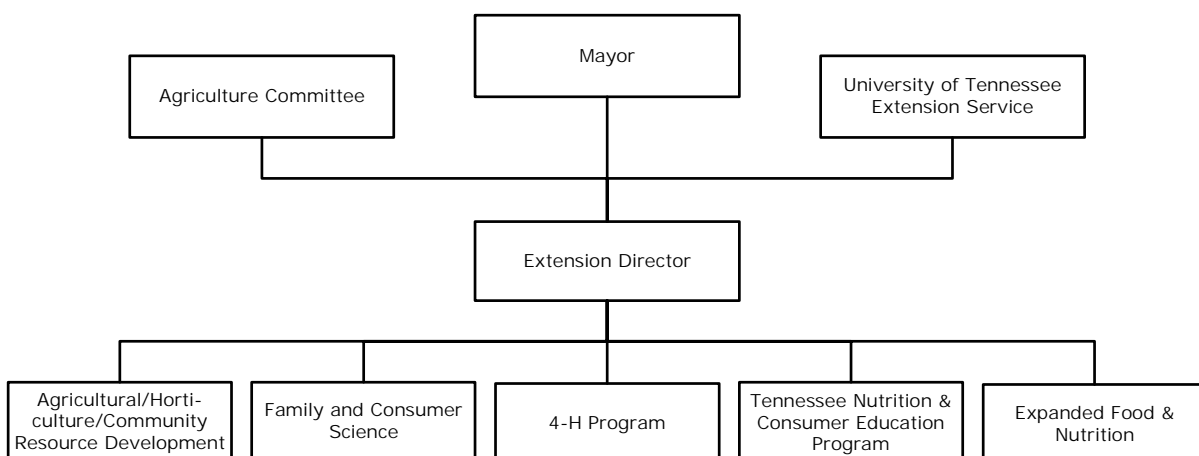 Mayor
Agriculture Committee
University of Tennessee
Extension Service
Extension Director
Agricultural/Horti-
culture/Community
Resource Development
Family and Consumer
Science
4-H Program
Tennessee Nutrition &
Consumer Education
Program
Expanded Food &
Nutrition